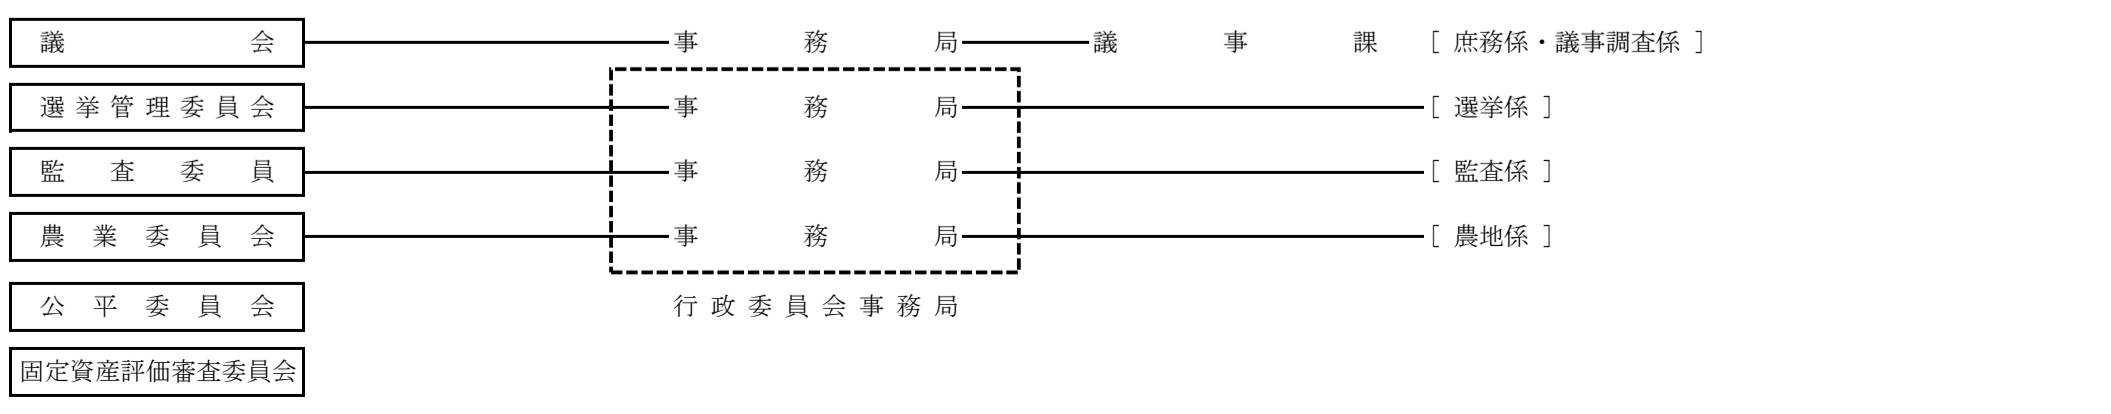 議会 事務局 議事課 [ 庶務係・議事調査係 ]
選挙管理委員会 事務局 [ 選挙係 ]
監査委員 事務局 [ 監査係 ]
農業委員会 事務局 [ 農地係 ]
公平委員会 行政委員会事務局
固定資産評価審査委員会